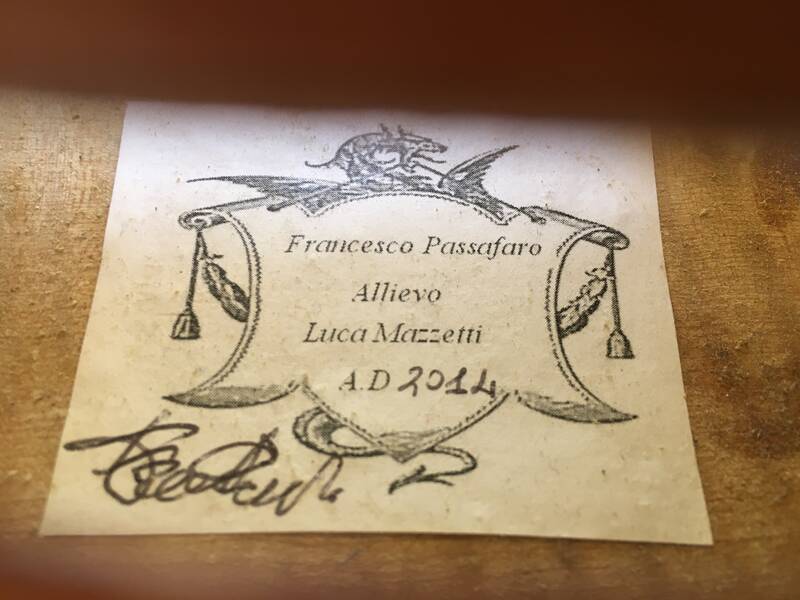 Francesco Passafaro
Allievo
Luca Mazzetti
A.D 2014